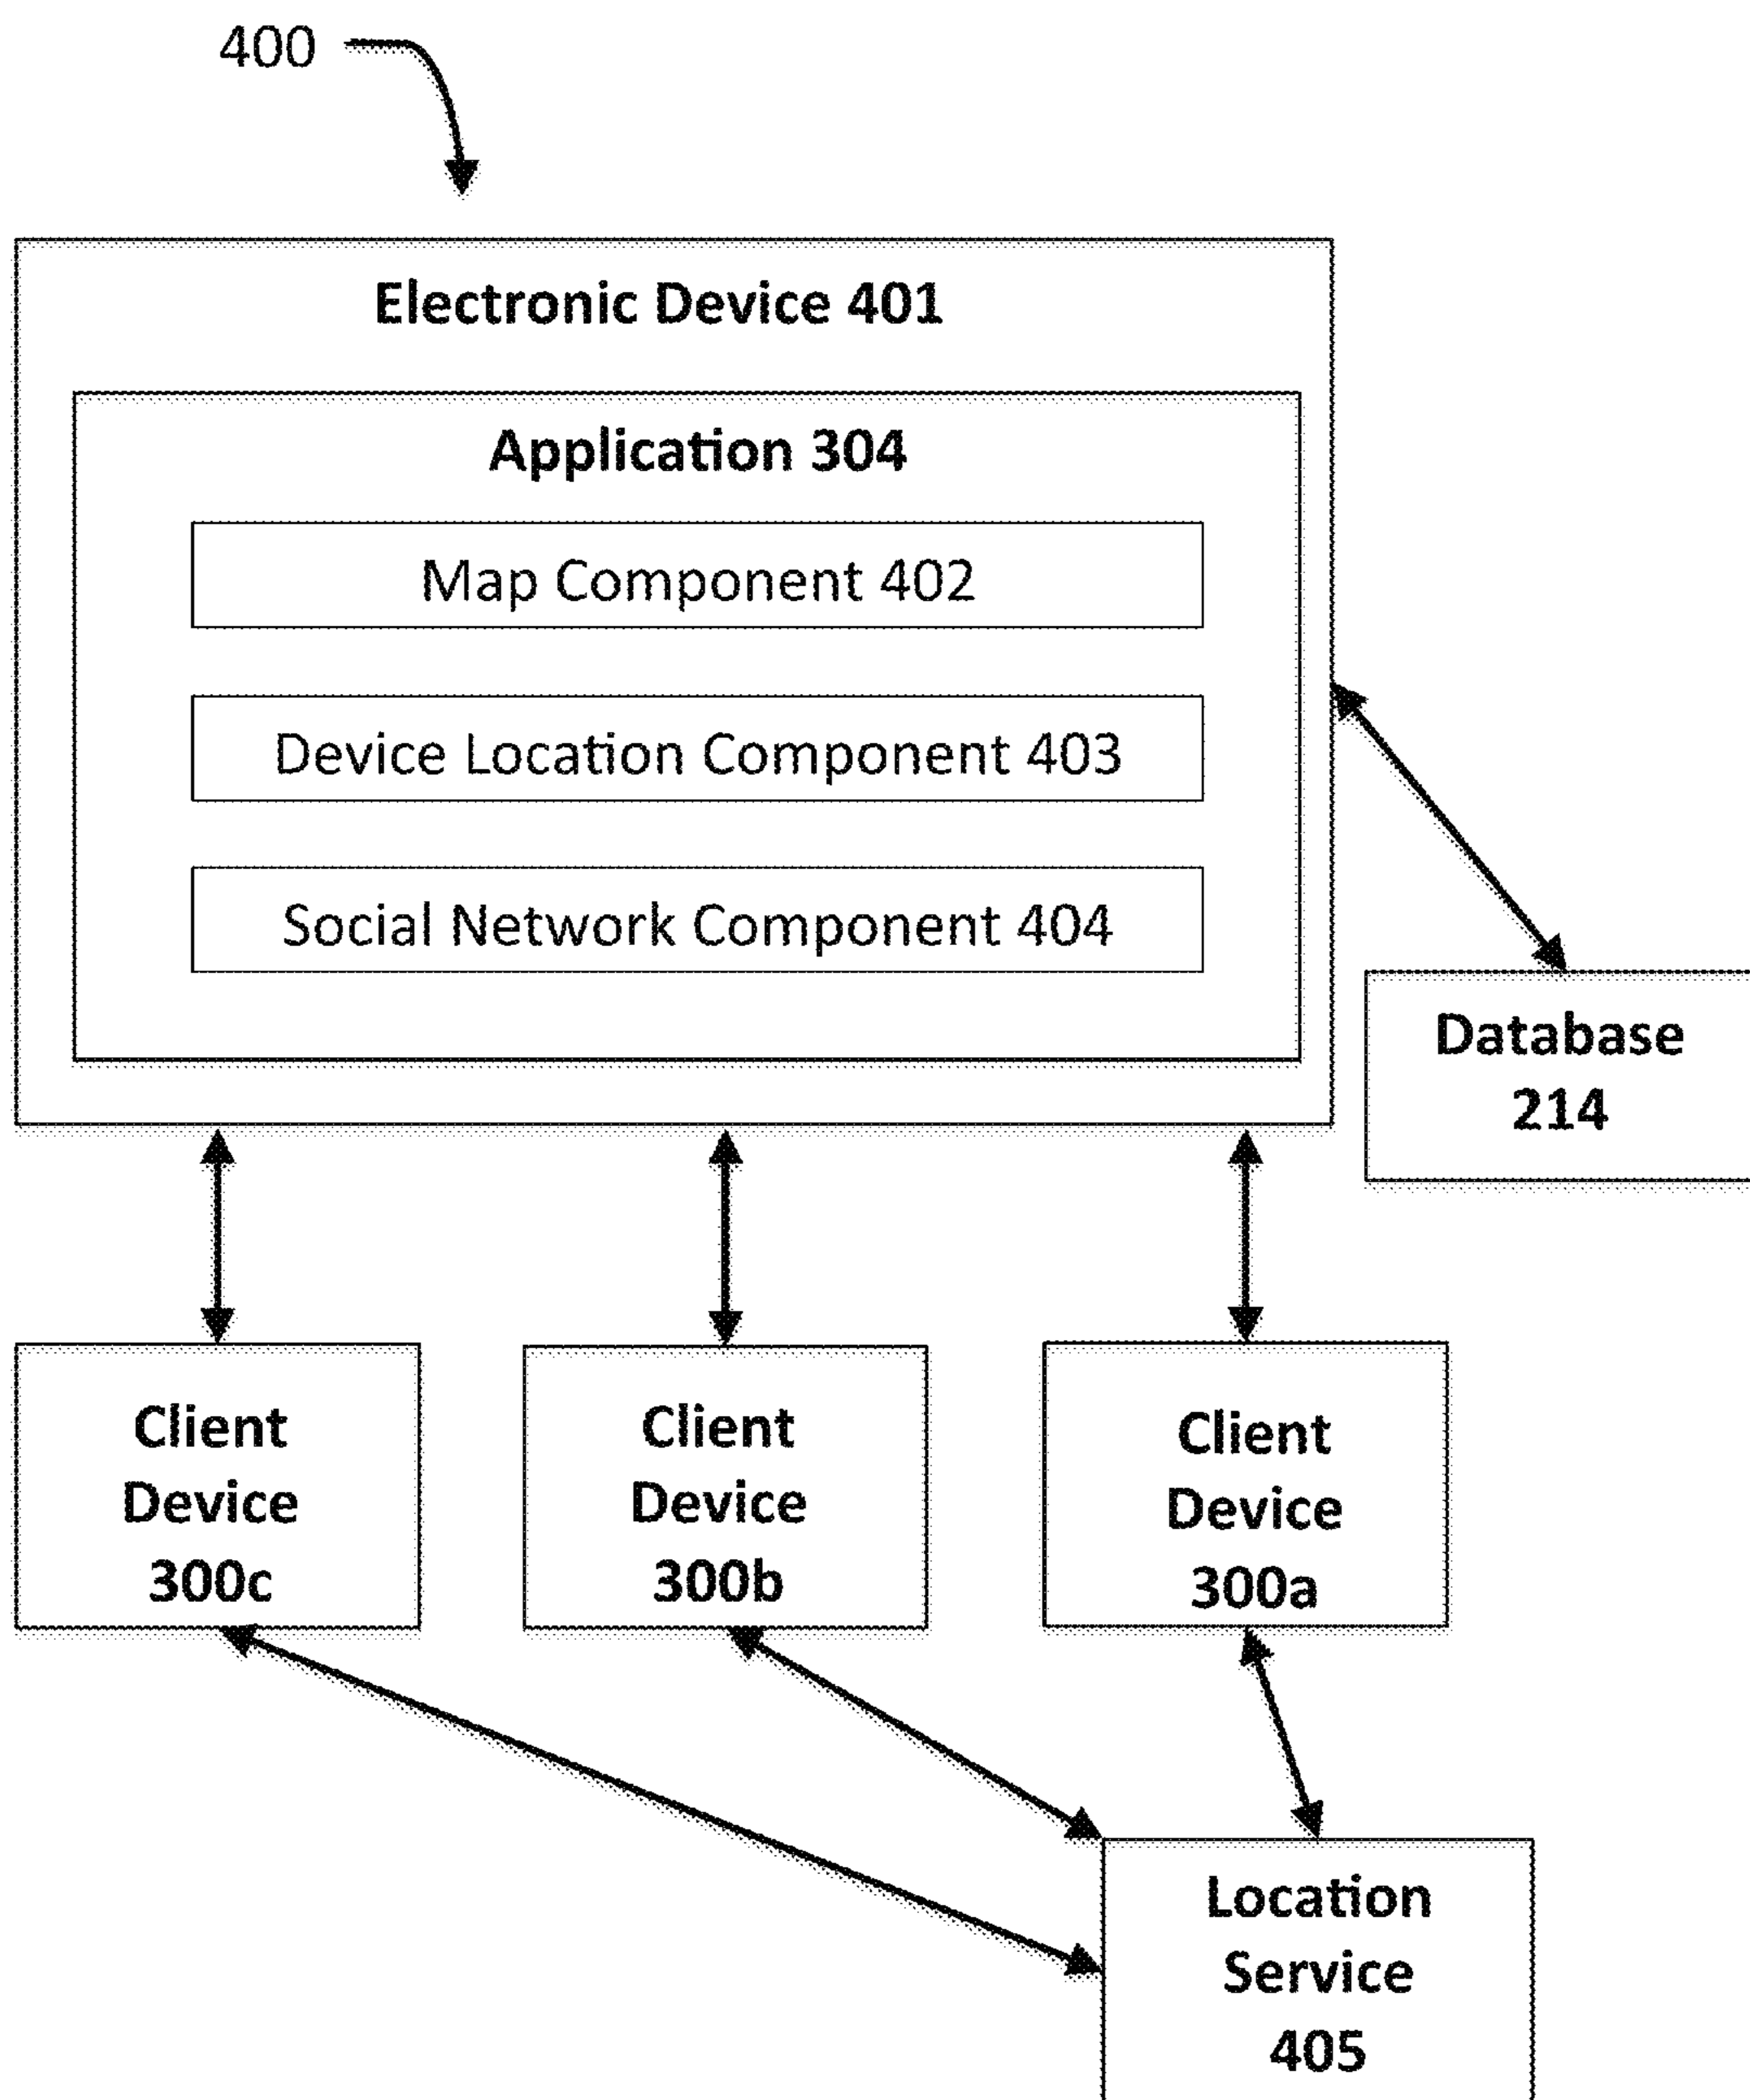 400
Electronic Device 401
Application 304
Map Component 402
Device Location Component 403
Social Network Component 404
Database
214
Client
Device
300c
Client
Device
300b
Client
Device
300a
Location
Service
405